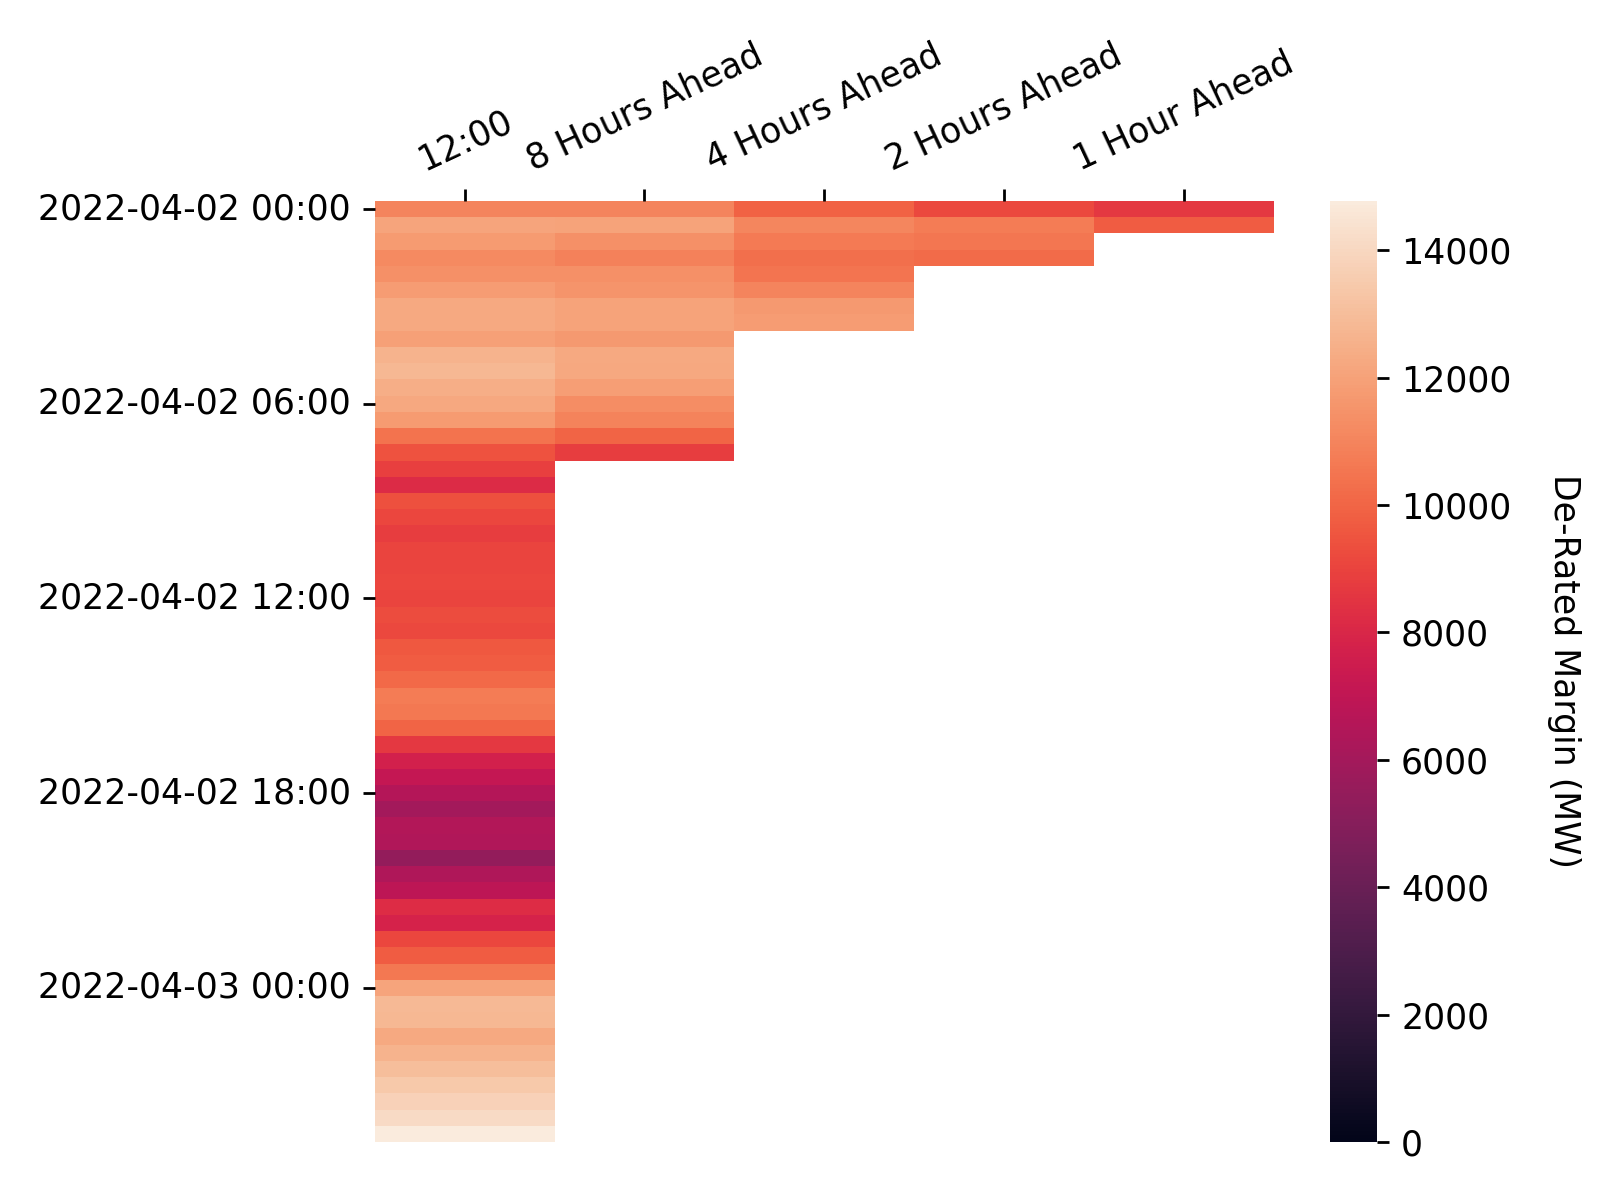 12:00
8 Hours Ahead
4 Hours Ahead
2 Hours Ahead
1 Hour Ahead
2022-04-02 00:00
2022-04-02 06:00
2022-04-02 12:00
2022-04-02 18:00
2022-04-03 00:00
14000
12000
10000
8000
6000
4000
2000
0
De-Rated Margin (MW)